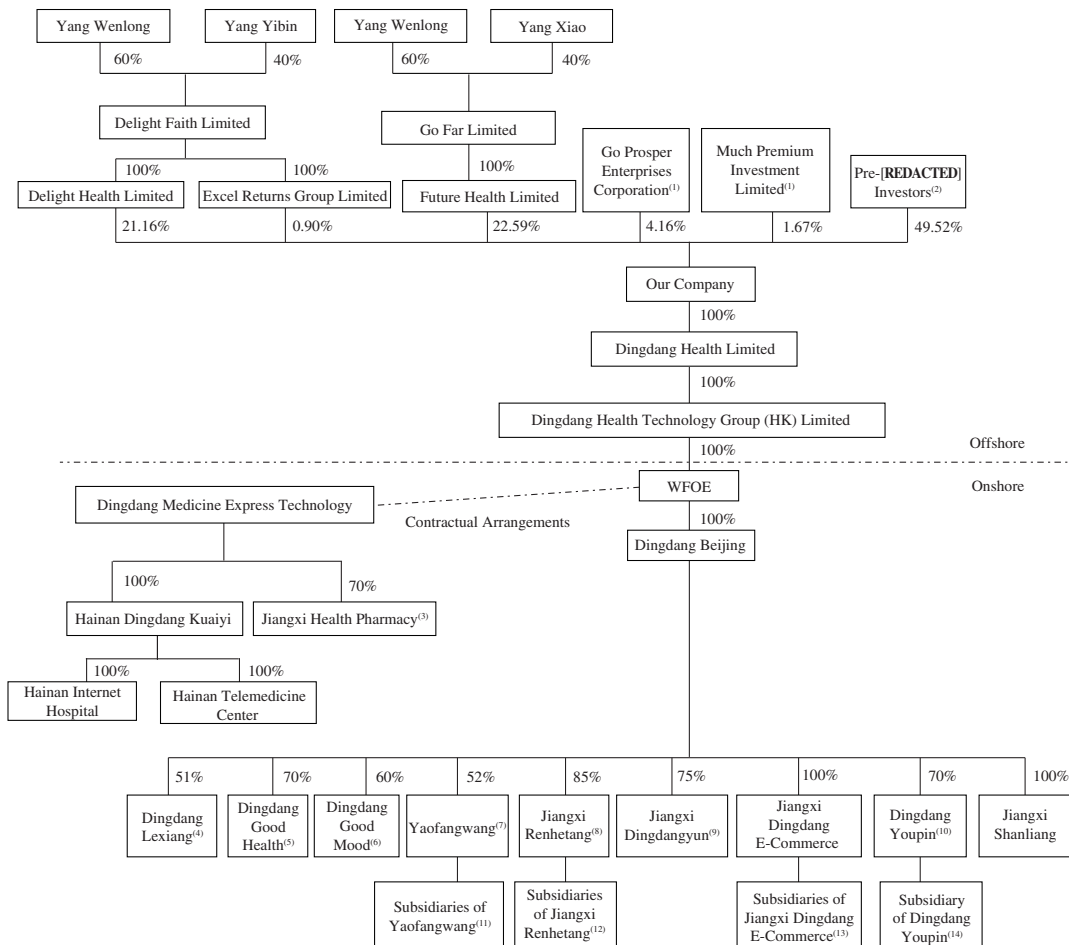 Yang Wenlong
Yang Yibin
Yang Wenlong
Yang Xiao
60%
40%
60%
40%
Delight Faith Limited
Go Far Limited
Go Prosper
Enterprises
Corporation(1)
Much Premium
Investment
Limited(1)
Pre-[REDACTED]
Investors(2)
100%
100%
100%
Delight Health Limited
Excel Returns Group Limited
Future Health Limited
21.16%
0.90%
22.59%
4.16%
1.67%
49.52%
Our Company
100%
Dingdang Health Limited
100%
Dingdang Health Technology Group (HK) Limited
100%
Offshore
Onshore
WFOE
Dingdang Medicine Express Technology
Contractual Arrangements
100%
Dingdang Beijing
100%
70%
Hainan Dingdang Kuaiyi
Jiangxi Health Pharmacy(3)
100%
100%
Hainan Internet
Hospital
Hainan Telemedicine
Center
51%
70%
60%
52%
85%
75%
100%
70%
100%
Dingdang
Lexiang(4)
Dingdang
Good
Health(5)
Dingdang
Good
Mood(6)
Yaofangwang(7)
Jiangxi
Renhetang(8)
Jiangxi
Dingdangyun(9)
Jiangxi
Dingdang
E-Commerce
Dingdang
Youpin(10)
Jiangxi
Shanliang
Subsidiaries of
Yaofangwang(11)
Subsidiaries
of Jiangxi
Renhetang(12)
Subsidiaries of
Jiangxi Dingdang
E-Commerce(13)
Subsidiary
of Dingdang
Youpin(14)